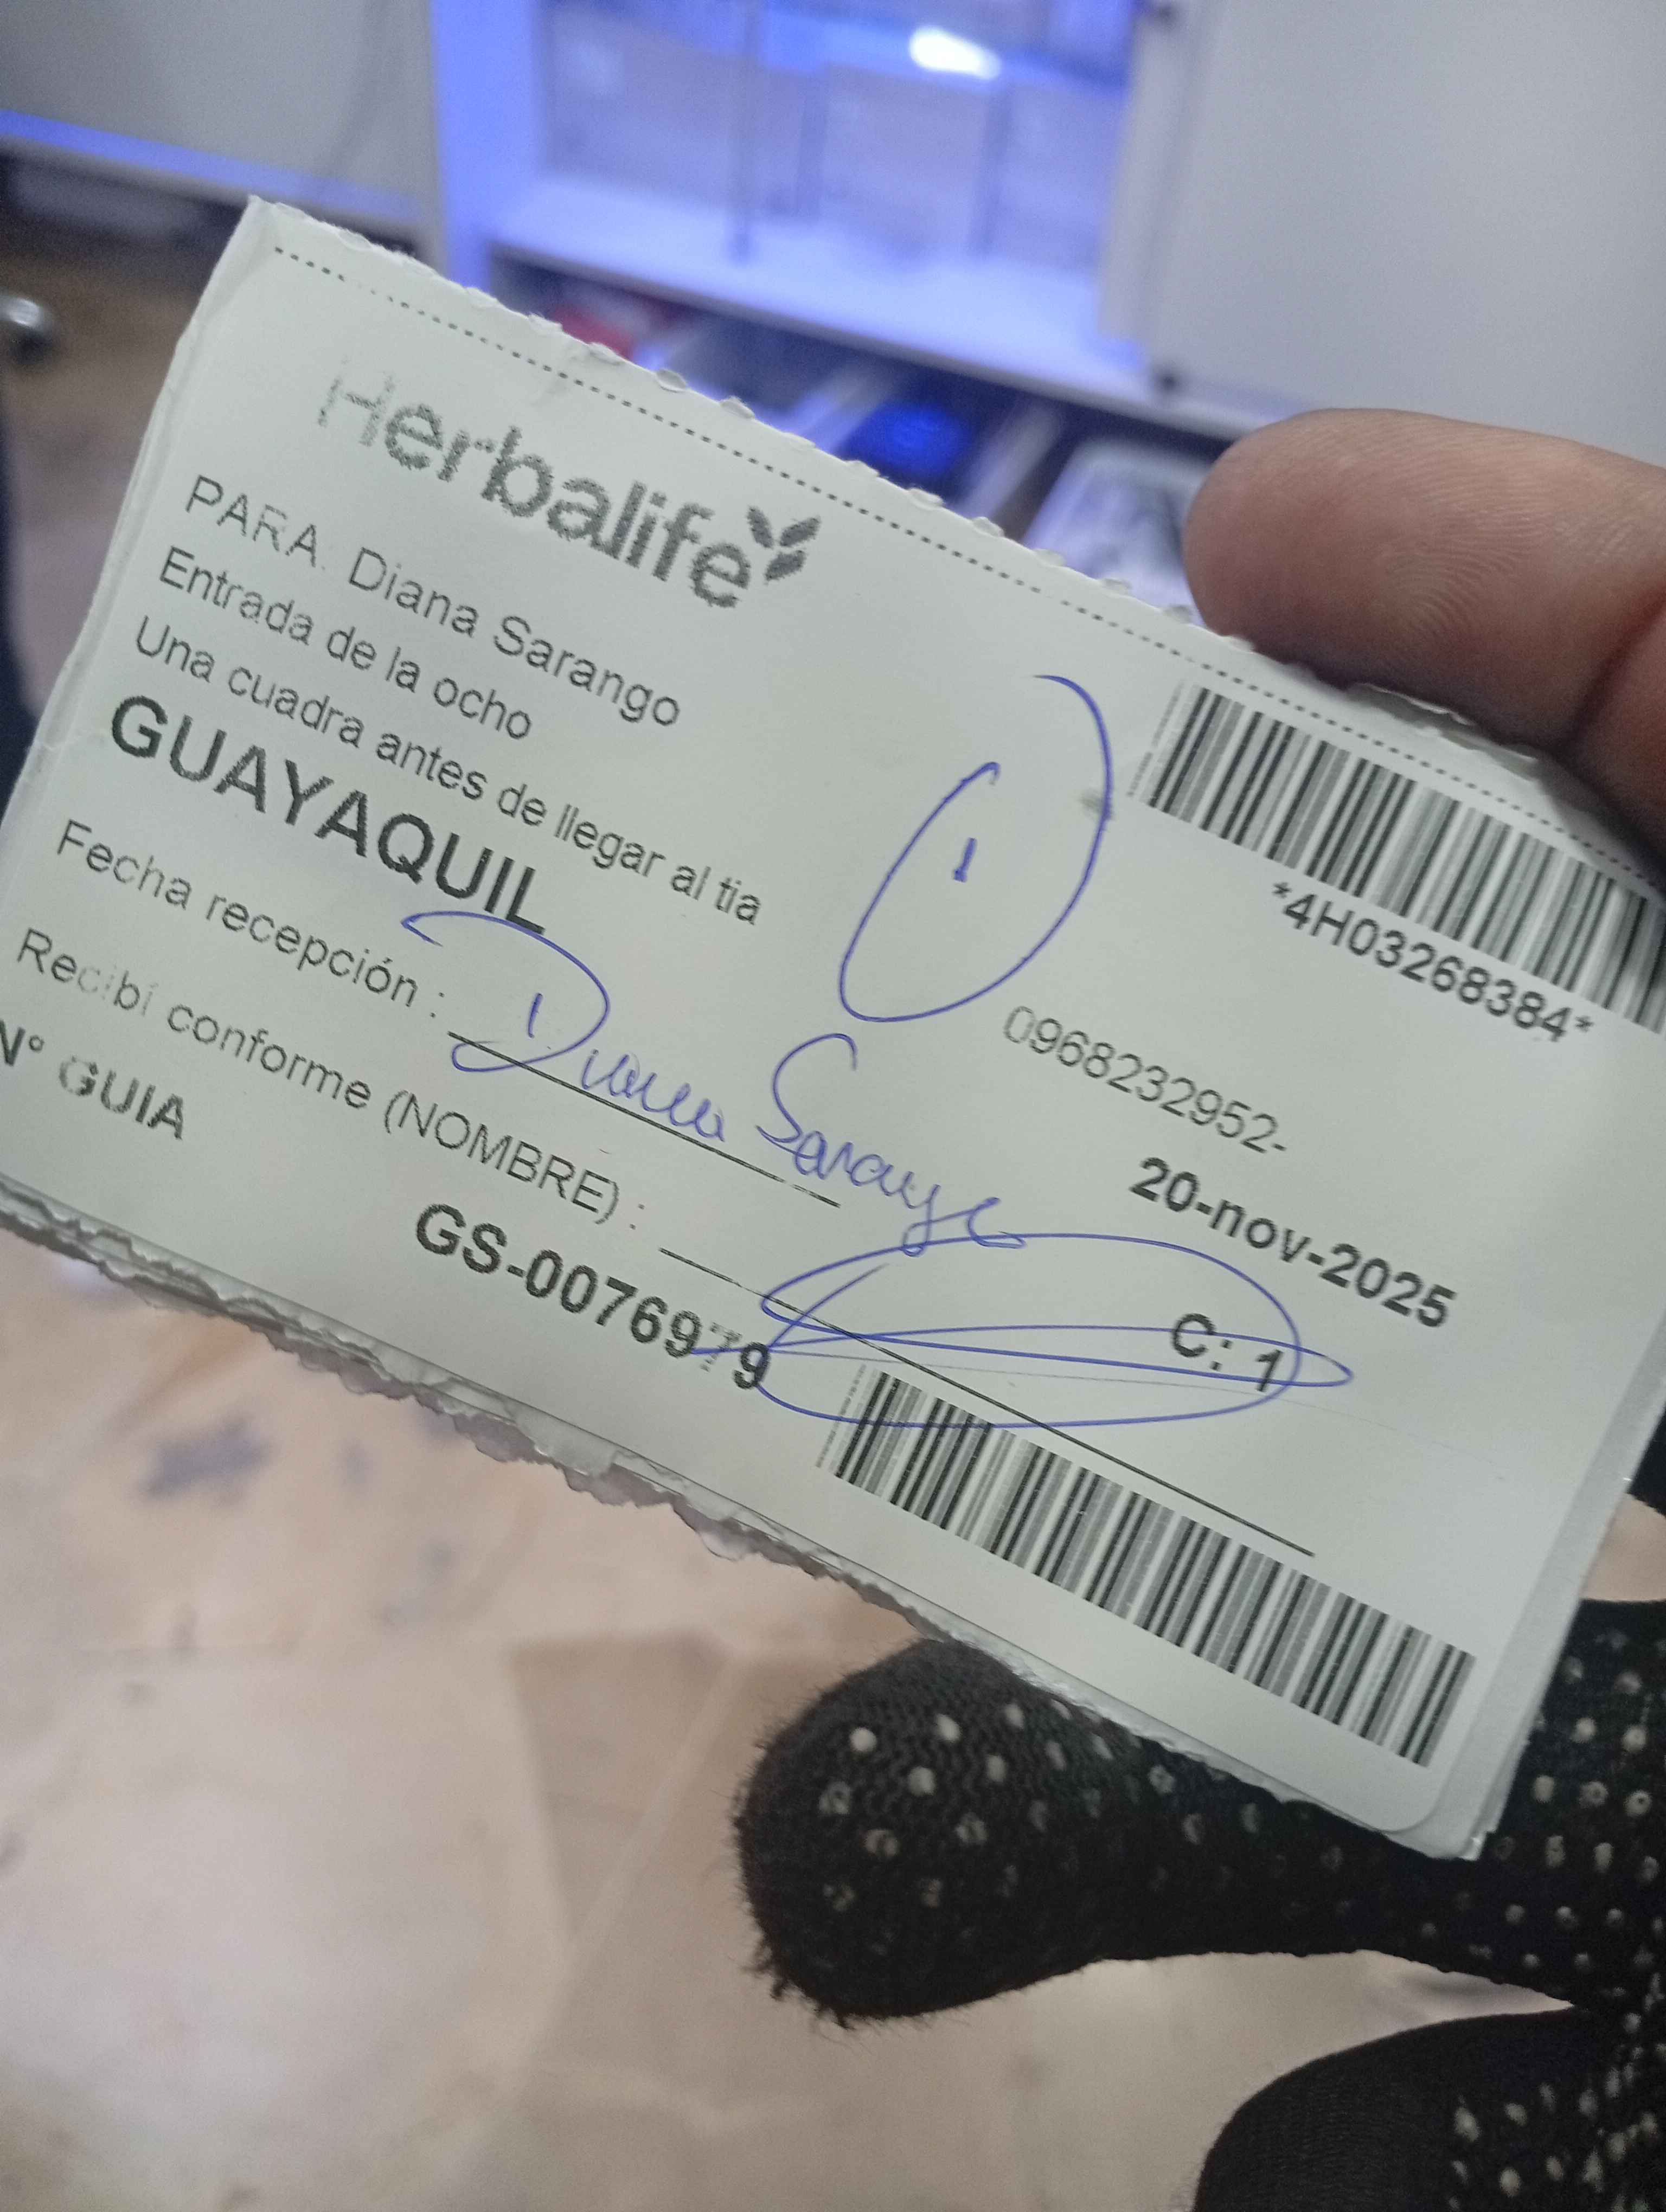 Herbalife
PARA. Diana Sarango
Entrada de la ocho
Una cuadra antes de llegar al tia
GUAYAQUIL
*4H03268384*
0968232952-
20-nov-2025
1
Fecha recepción : Diana Sarango
Recibí conforme (NOMBRE) :
C: 1
N° GUIA
GS-0076979